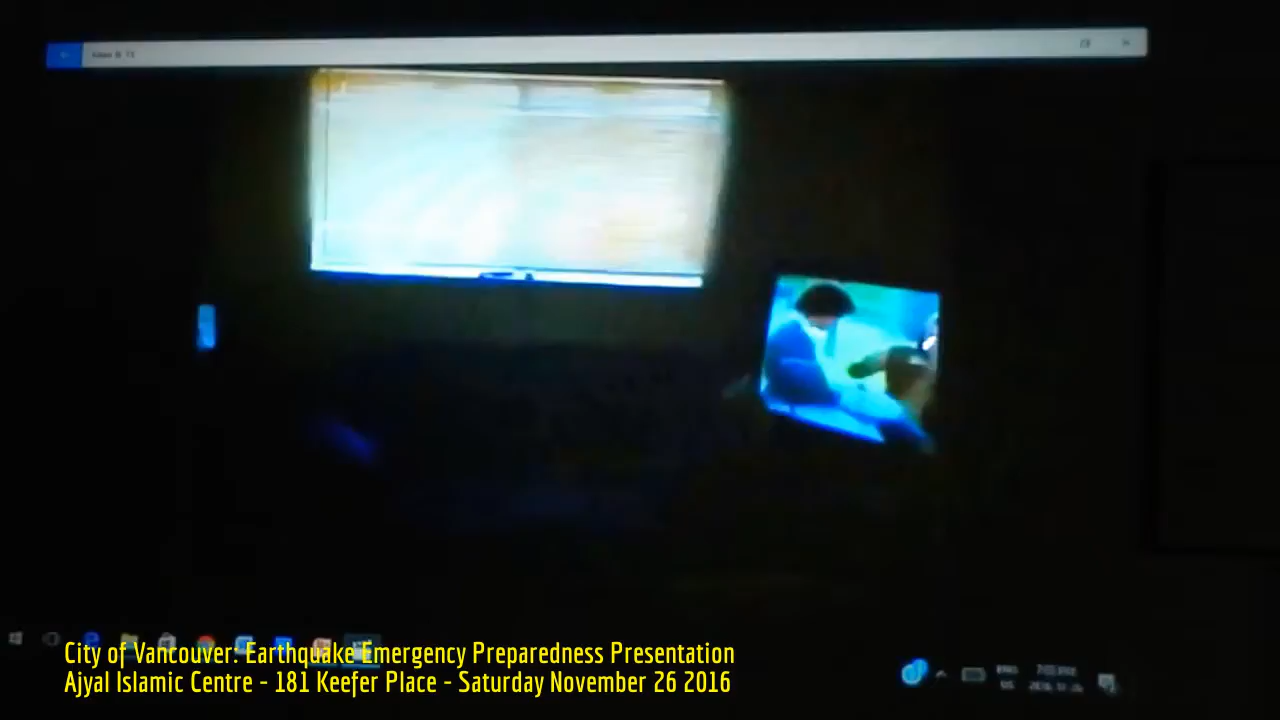 City of Vancouver: Earthquake Emergency Preparedness Presentation
Ajyal Islamic Centre - 181 Keefer Place - Saturday November 26 2016